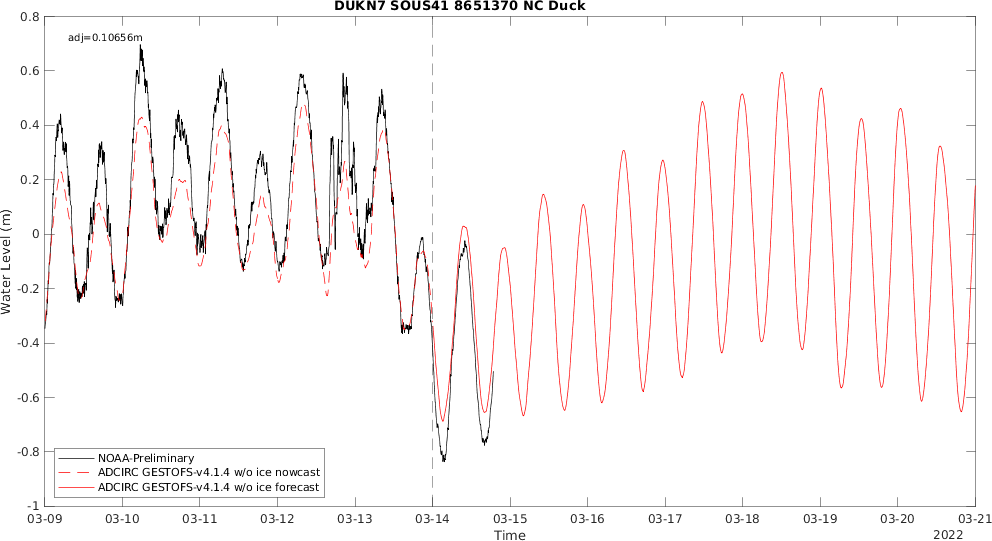 DUKN7 SOUS41 8651370 NC Duck
adj=0.10656m
0.8
0.6
0.4
0.2
0
-0.2
-0.4
-0.6
-0.8
-1
Water Level (m)
NOAA-Preliminary
ADCIRC GESTOFS-v4.1.4 w/o ice nowcast
ADCIRC GESTOFS-v4.1.4 w/o ice forecast
03-09 03-10 03-11 03-12 03-13 03-14 03-15 03-16 03-17 03-18 03-19 03-20 03-21
Time
2022